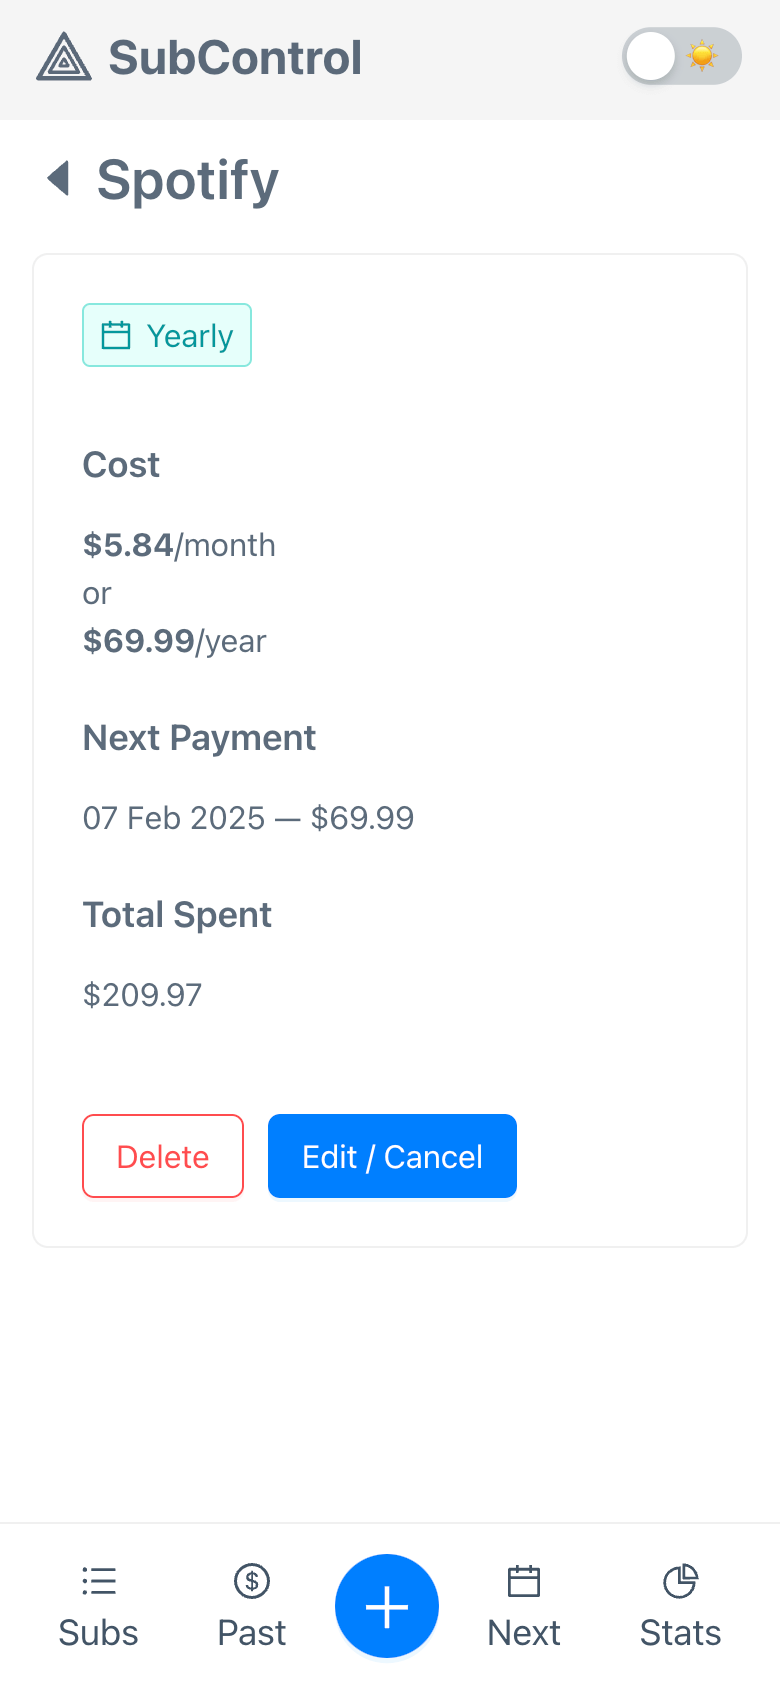 SubControl
Spotify
Yearly
Cost
$5.84/month
or
$69.99/year
Next Payment
07 Feb 2025 — $69.99
Total Spent
$209.97
Delete
Edit / Cancel
Subs
Past
Next
Stats